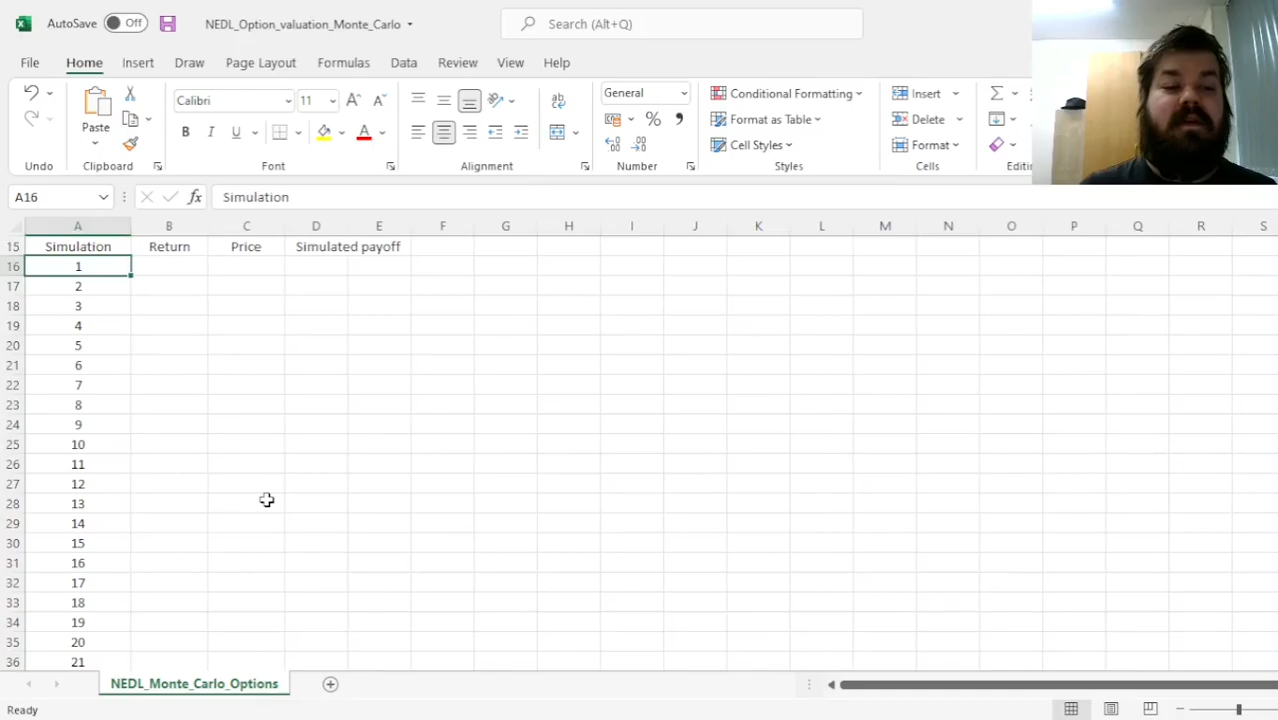 AutoSave Off NEDL_Option_valuation_Monte_Carlo Search (Alt+Q)
File Home Insert Draw Page Layout Formulas Data Review View Help
Calibri 11 General Conditional Formatting Insert
Paste B I U A Format as Table Delete
Cell Styles Format
Undo Clipboard Font Alignment Number Styles Cells Editin
A16 fx Simulation
A B C D E F G H I J K L M N O P Q R S
15 Simulation Return Price Simulated payoff
16 1
17 2
18 3
19 4
20 5
21 6
22 7
23 8
24 9
25 10
26 11
27 12
28 13
29 14
30 15
31 16
32 17
33 18
34 19
35 20
36 21
NEDL_Monte_Carlo_Options
Ready